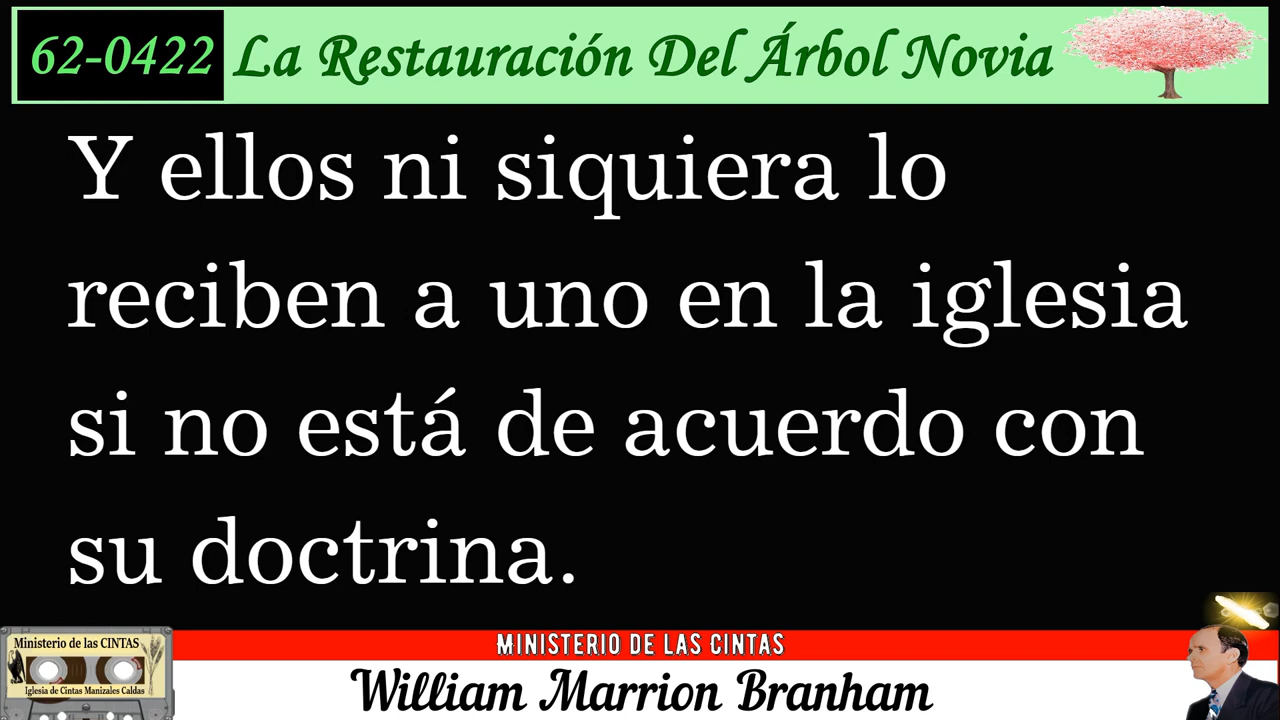 62-0422 La Restauración Del Árbol Novia
Y ellos ni siquiera lo
reciben a uno en la iglesia
si no está de acuerdo con
su doctrina.
MINISTERIO DE LAS CINTAS
William Marrion Branham
Ministerio de las CINTAS
Iglesia de Cintas Manizales Caldas